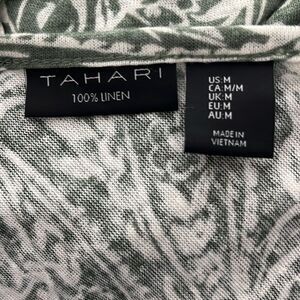 TAHARI
100% LINEN
US:M
CA:M/M
UK:M
EU:M
AU:M
MADE IN
VIETNAM